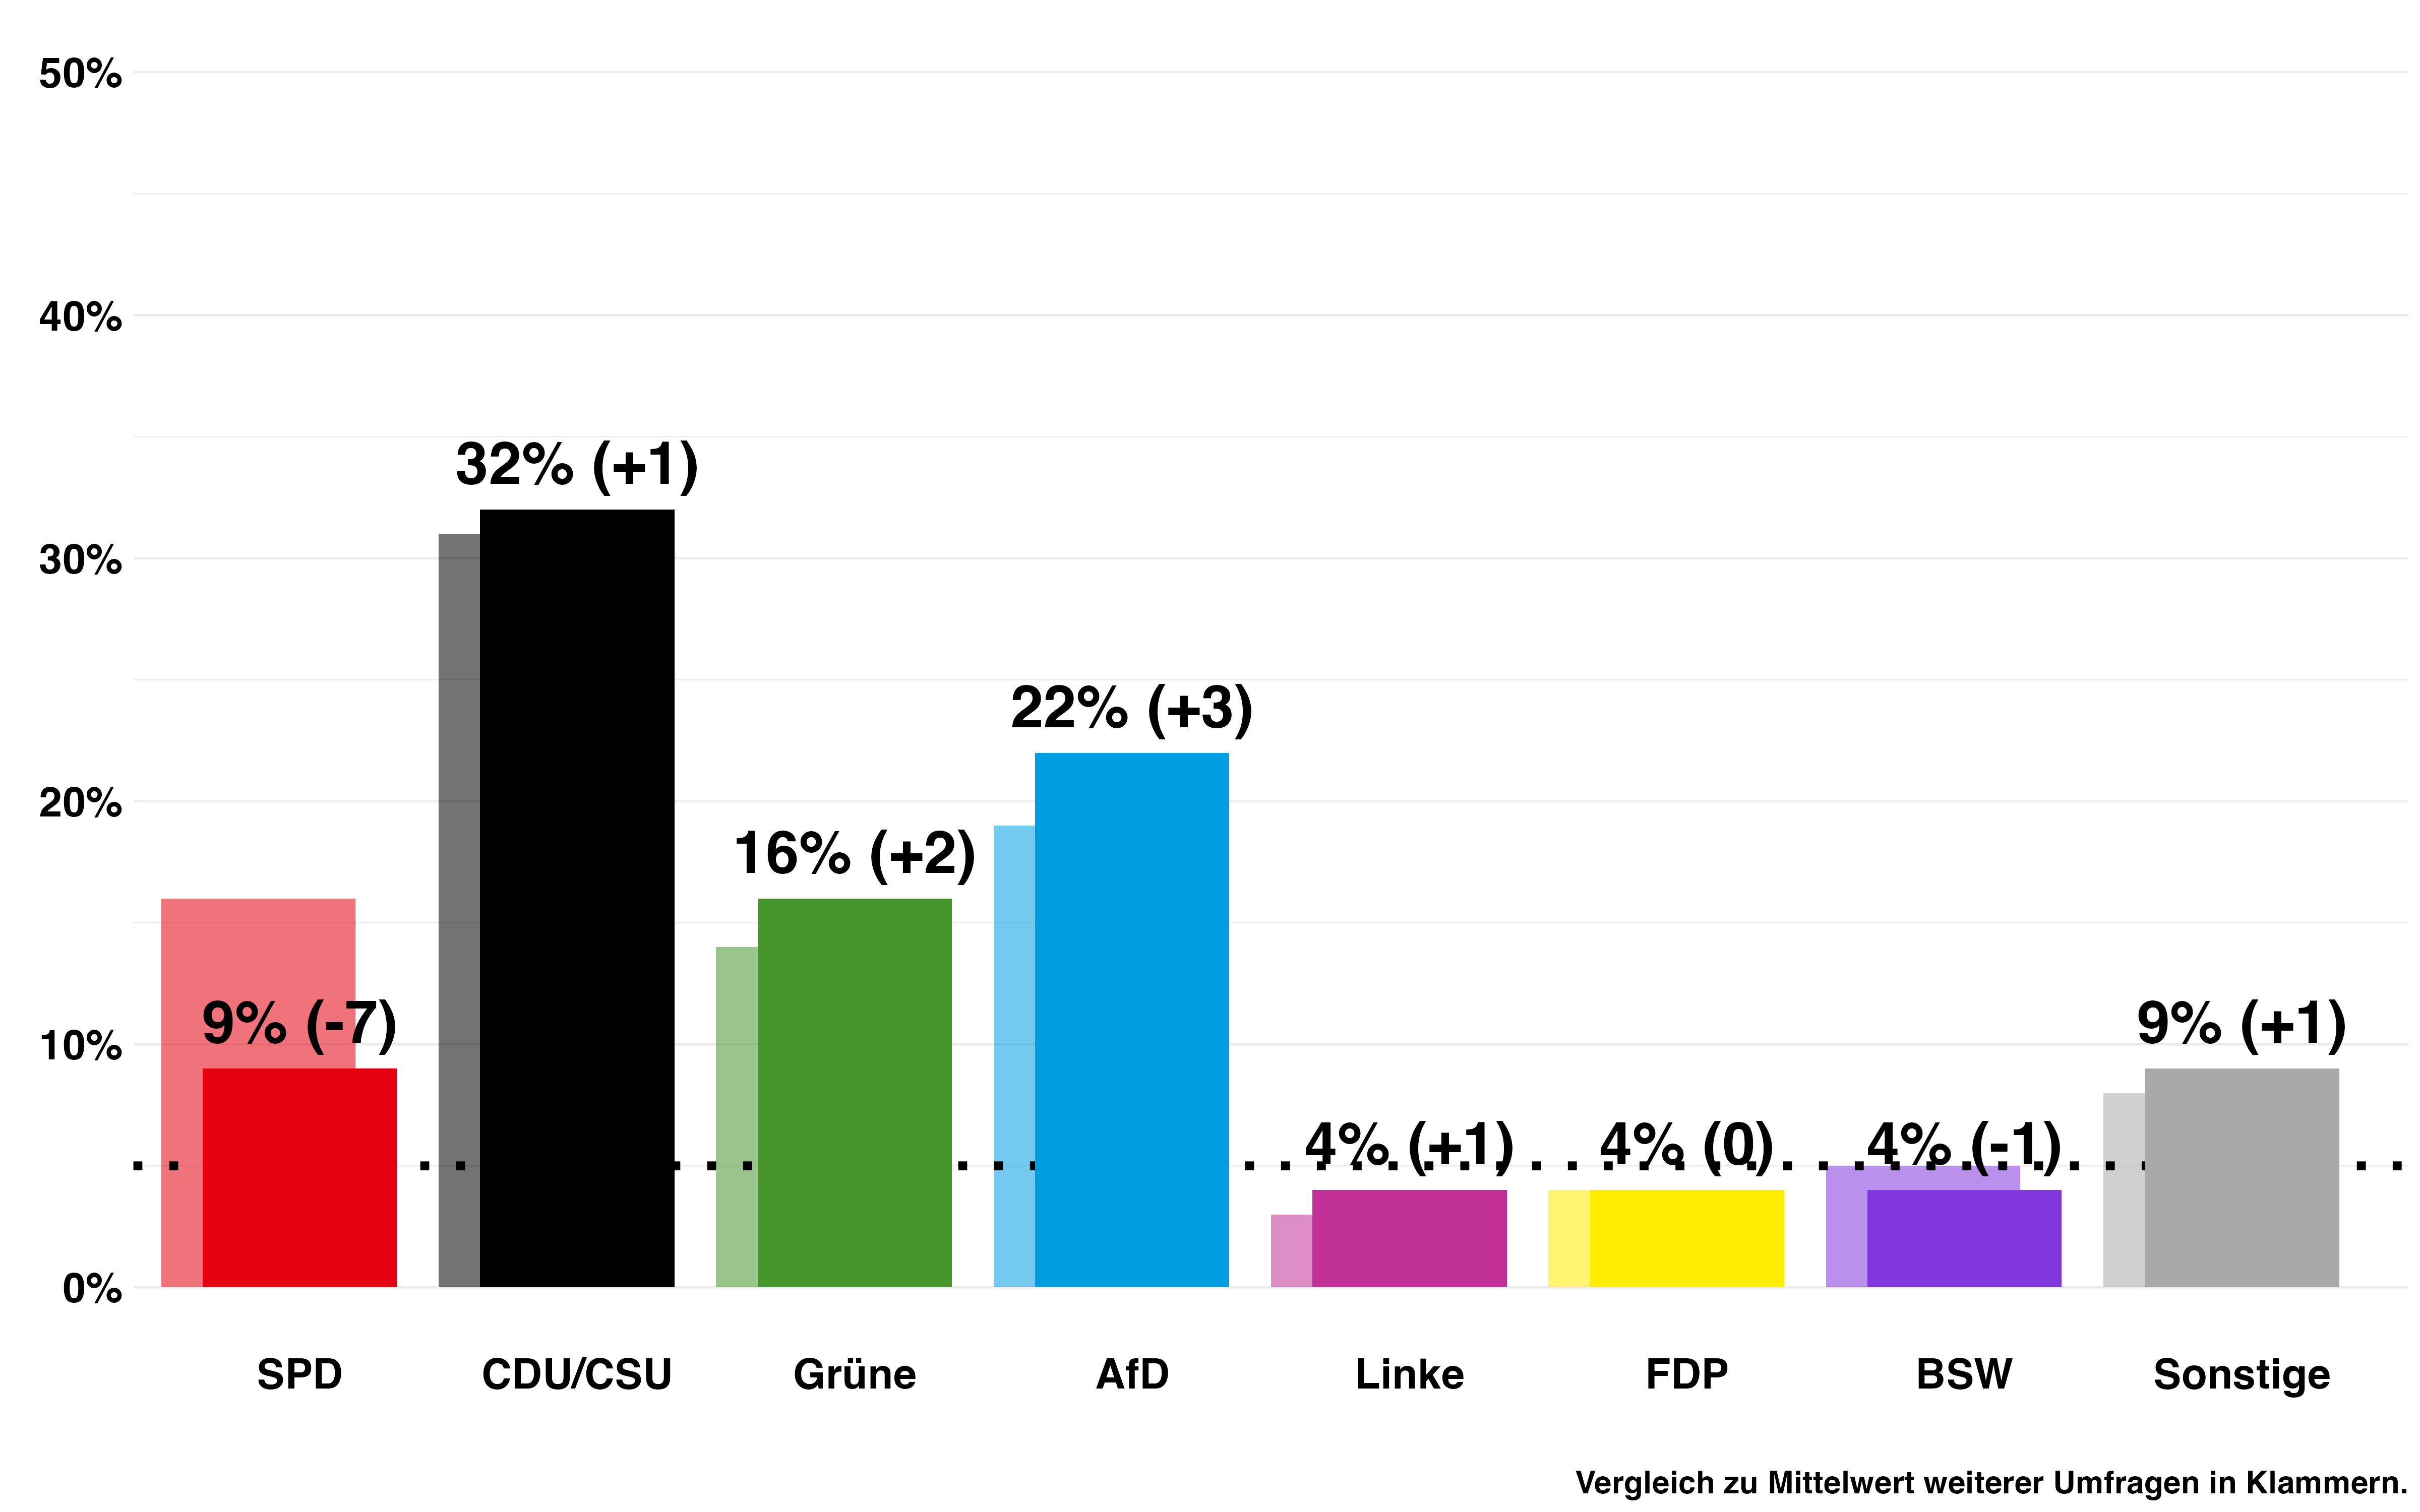 50%
40%
30%
20%
10%
0%
9% (-7)
32% (+1)
16% (+2)
22% (+3)
4% (+1)
4% (0)
4% (-1)
9% (+1)
SPD
CDU/CSU
Grüne
AfD
Linke
FDP
BSW
Sonstige
Vergleich zu Mittelwert weiterer Umfragen in Klammern.